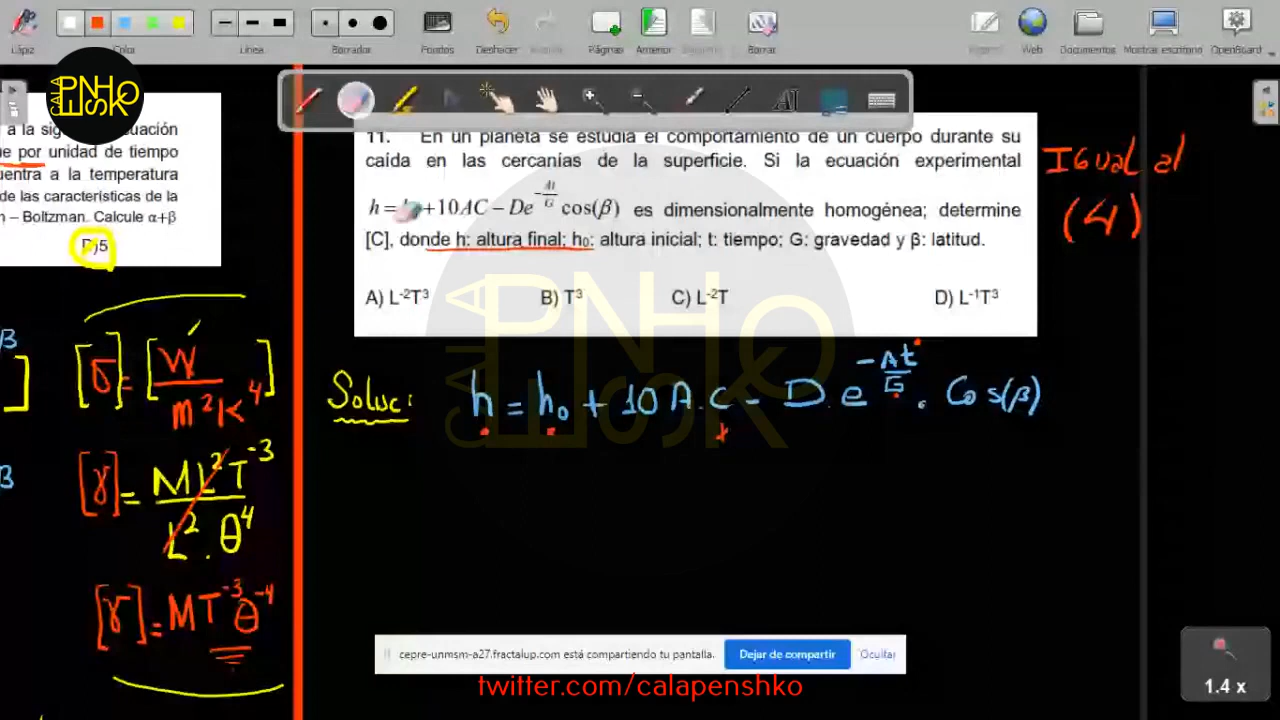 Lápiz
Color
Línea
Borrador
Puntos
Deshacer
Páginas
Anterior
Borrar
Web
Documentos
Mostrar escritorio
OpenBoard
CALA
PENSHKO
a la
ue por unidad de tiempo
uentra a la temperatura
de las características de la
n – Boltzman. Calcule α+β
5
11. En un planeta se estudia el comportamiento de un cuerpo durante su
caída en las cercanías de la superficie. Si la ecuación experimental
h= +10AC − De^{-At/G} cos(β) es dimensionalmente homogénea; determine
[C], donde h: altura final; h₀: altura inicial; t: tiempo; G: gravedad y β: latitud.
A) L⁻²T³ B) T³ C) L⁻²T D) L⁻¹T³
Igual al
(4)
Soluc: h = h₀ + 10 A.C − D.e^{-At/G} . Cos(β)
β
]
[σ] = [W / m²K⁴]
β
[γ] = ML²T⁻³ / L².θ⁴
[γ] = MT⁻³θ⁻⁴
CALA
PENSHKO
cepre-unmsm-a27.fractalup.com está compartiendo tu pantalla. Dejar de compartir Ocultar
twitter.com/calapenshko
1.4 x